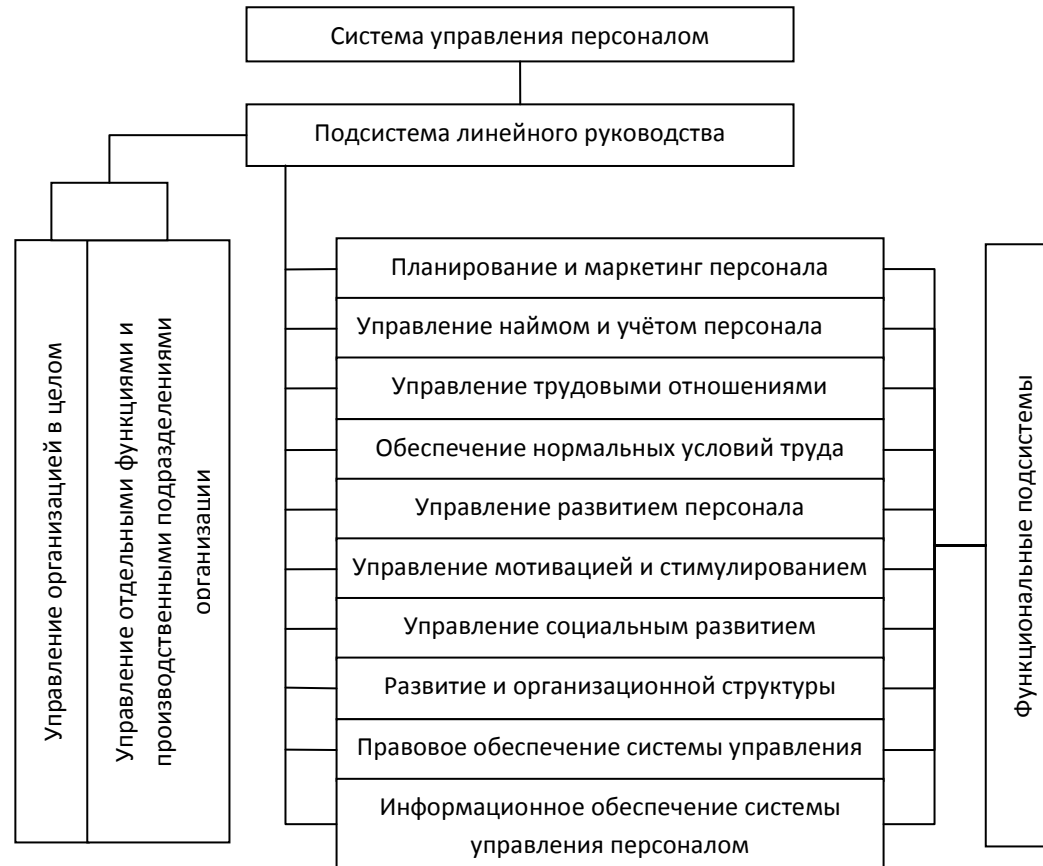 Система управления персоналом
Подсистема линейного руководства
Управление организацией в целом
Управление отдельными функциями и
производственными подразделениями
организации
Планирование и маркетинг персонала
Управление наймом и учётом персонала
Управление трудовыми отношениями
Обеспечение нормальных условий труда
Управление развитием персонала
Управление мотивацией и стимулированием
Управление социальным развитием
Развитие и организационной структуры
Правовое обеспечение системы управления
Информационное обеспечение системы
управления персоналом
Функциональные подсистемы